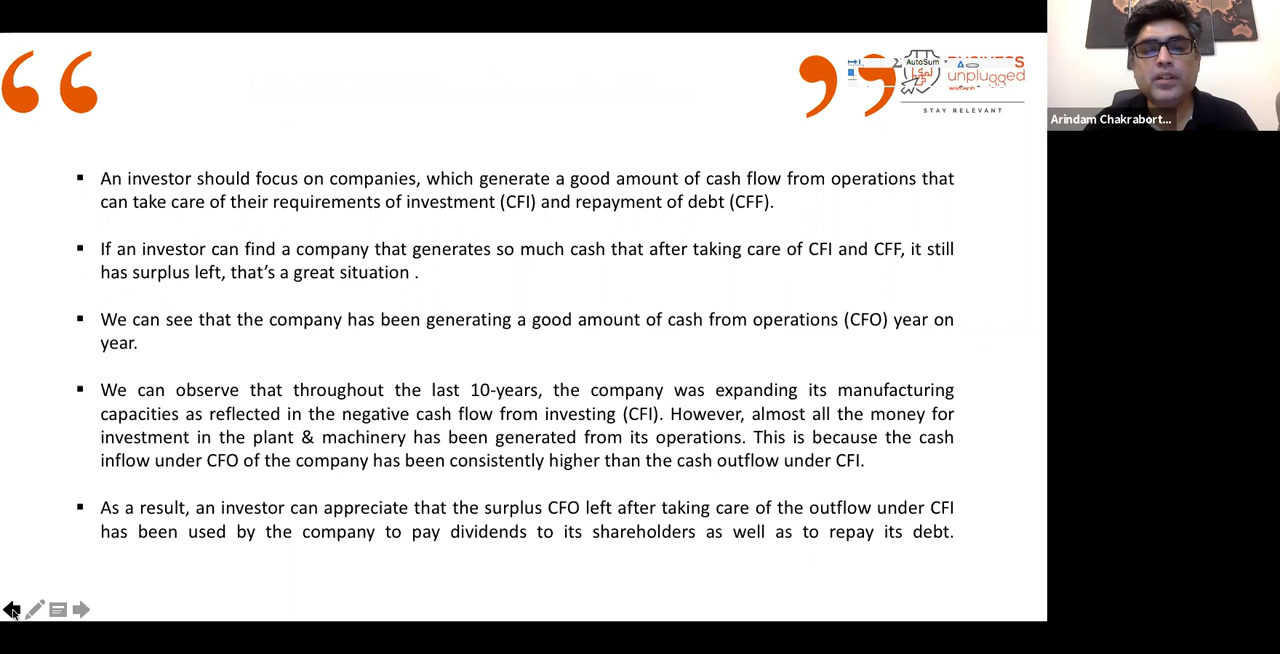 “ ”
AutoSum
BUSINESS
unplugged
STAY RELEVANT
Arindam Chakrabort...
▪ An investor should focus on companies, which generate a good amount of cash flow from operations that
can take care of their requirements of investment (CFI) and repayment of debt (CFF).
▪ If an investor can find a company that generates so much cash that after taking care of CFI and CFF, it still
has surplus left, that’s a great situation .
▪ We can see that the company has been generating a good amount of cash from operations (CFO) year on
year.
▪ We can observe that throughout the last 10-years, the company was expanding its manufacturing
capacities as reflected in the negative cash flow from investing (CFI). However, almost all the money for
investment in the plant & machinery has been generated from its operations. This is because the cash
inflow under CFO of the company has been consistently higher than the cash outflow under CFI.
▪ As a result, an investor can appreciate that the surplus CFO left after taking care of the outflow under CFI
has been used by the company to pay dividends to its shareholders as well as to repay its debt.